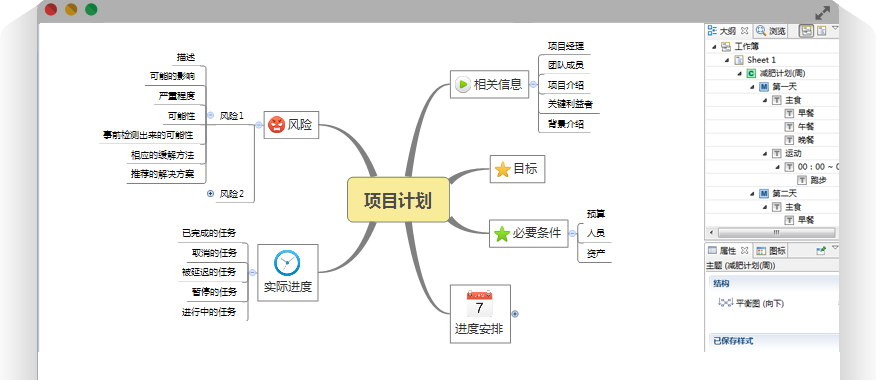 项目计划
相关信息
项目经理
团队成员
项目介绍
关键利益者
背景介绍
目标
必要条件
预算
人员
资产
7
进度安排
风险
风险1
描述
可能的影响
严重程度
可能性
事前检测出来的可能性
相应的缓解方法
推荐的解决方案
风险2
实际进度
已完成的任务
取消的任务
被延迟的任务
暂停的任务
进行中的任务
大纲 浏览
工作簿
Sheet 1
减肥计划(周)
第一天
主食
早餐
午餐
晚餐
运动
00：00 ~ 0
跑步
第二天
主食
早餐
属性 图标
主题 (减肥计划(周))
结构
平衡图 (向下)
已保存样式